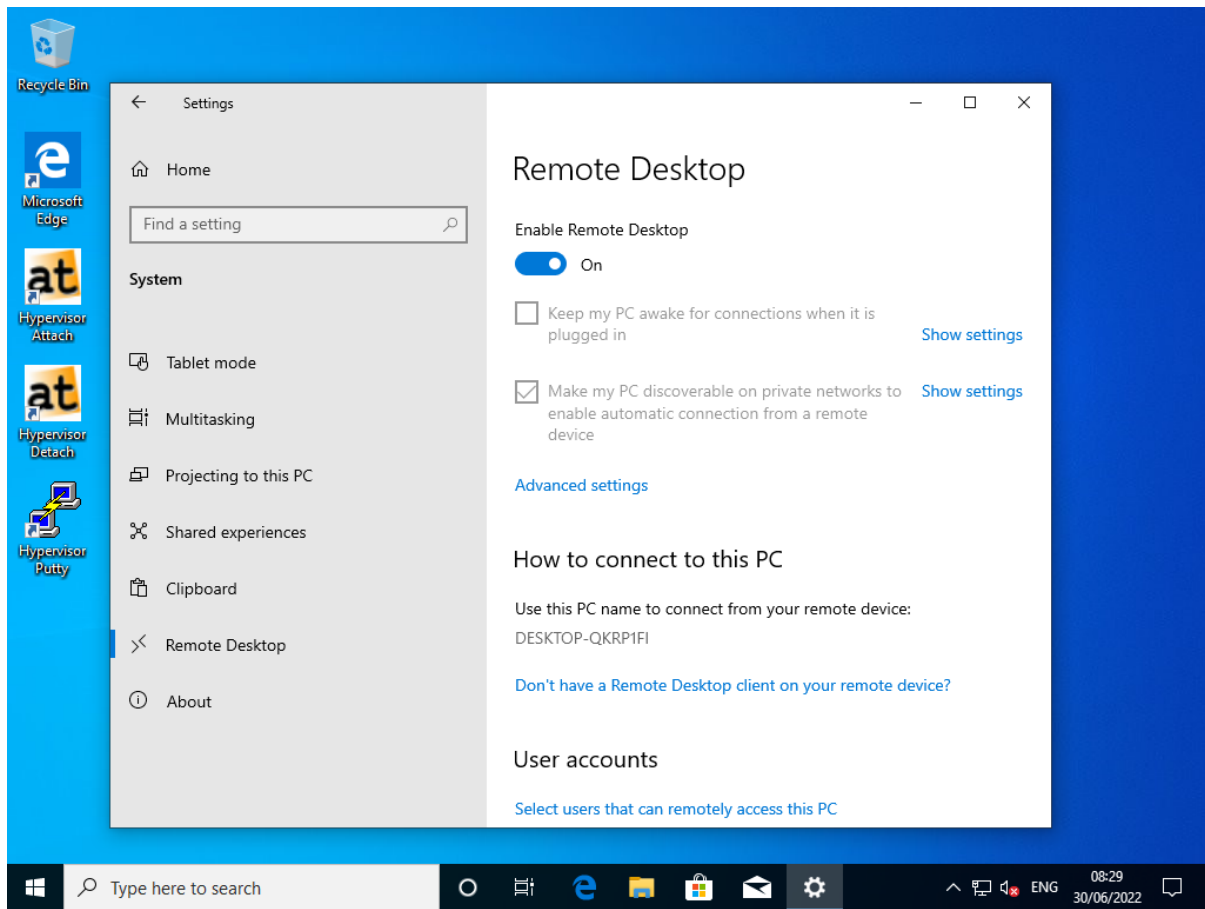 Recycle Bin
Microsoft
Edge
at
Hypervisor
Attach
at
Hypervisor
Detach
Hypervisor
Putty
Settings
Home
Find a setting
System
Tablet mode
Multitasking
Projecting to this PC
Shared experiences
Clipboard
Remote Desktop
About
Remote Desktop
Enable Remote Desktop
On
Keep my PC awake for connections when it is
plugged in
Show settings
Make my PC discoverable on private networks to
enable automatic connection from a remote
device
Show settings
Advanced settings
How to connect to this PC
Use this PC name to connect from your remote device:
DESKTOP-QKRP1FI
Don't have a Remote Desktop client on your remote device?
User accounts
Select users that can remotely access this PC
Type here to search
ENG
08:29
30/06/2022